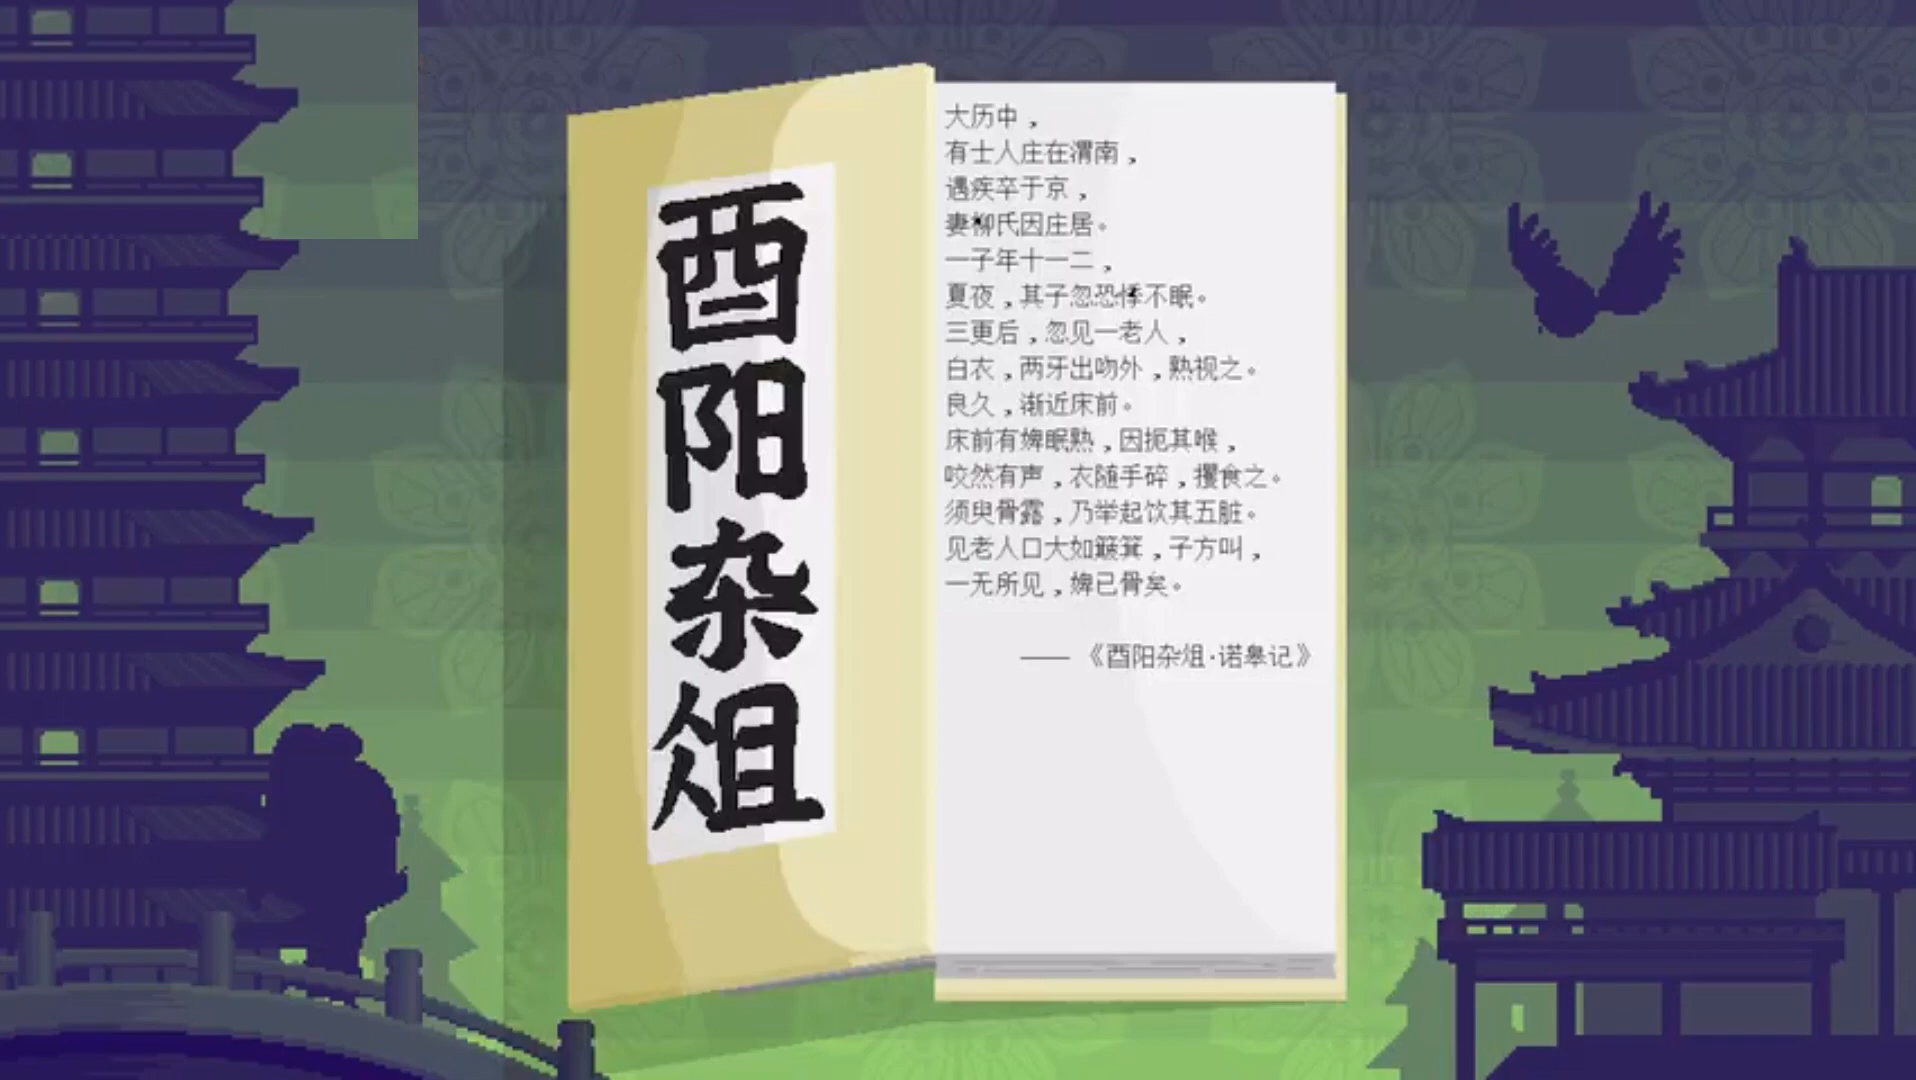 酉阳杂俎
大历中，
有士人庄在渭南，
遇疾卒于京，
妻柳氏因庄居。
一子年十一二，
夏夜，其子忽恐悸不眠。
三更后，忽见一老人，
白衣，两牙出吻外，熟视之。
良久，渐近床前。
床前有婢眠熟，因扼其喉，
咬然有声，衣随手碎，攫食之。
须臾骨露，乃举起饮其五脏。
见老人口大如簸箕，子方叫，
一无所见，婢已骨矣。
——《酉阳杂俎·诺皋记》